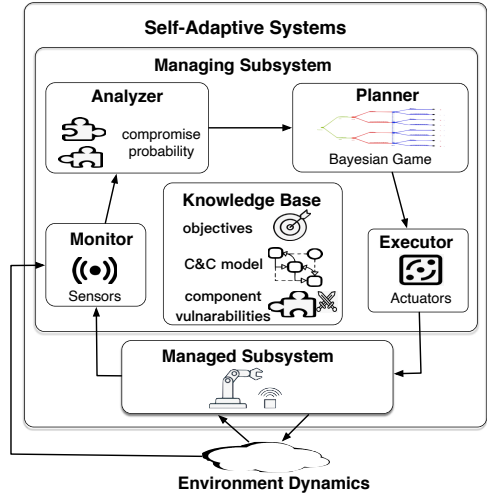 Self-Adaptive Systems
Managing Subsystem
Analyzer
compromise
probability
Planner
Bayesian Game
Knowledge Base
objectives
C&C model
component
vulnarabilities
Monitor
Sensors
Executor
Actuators
Managed Subsystem
Environment Dynamics